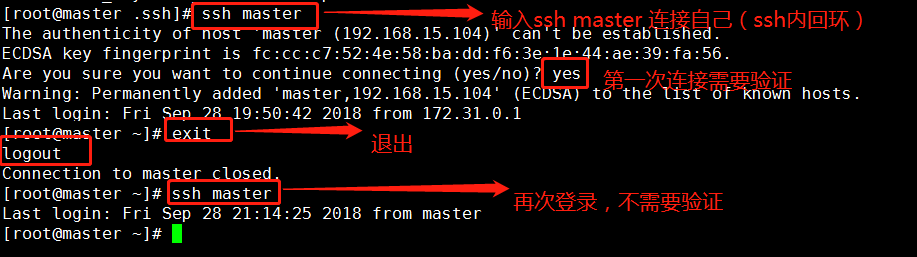 [root@master .ssh]# ssh master 输入ssh master 连接自己（ssh内回环）
The authenticity of host 'master (192.168.15.104)' can't be established.
ECDSA key fingerprint is fc:cc:c7:52:4e:58:ba:dd:f6:3e:1e:44:ae:39:fa:56.
Are you sure you want to continue connecting (yes/no)? yes 第一次连接需要验证
Warning: Permanently added 'master,192.168.15.104' (ECDSA) to the list of known hosts.
Last login: Fri Sep 28 19:50:42 2018 from 172.31.0.1
[root@master ~]# exit 退出
logout
Connection to master closed.
[root@master ~]# ssh master 再次登录，不需要验证
Last login: Fri Sep 28 21:14:25 2018 from master
[root@master ~]#